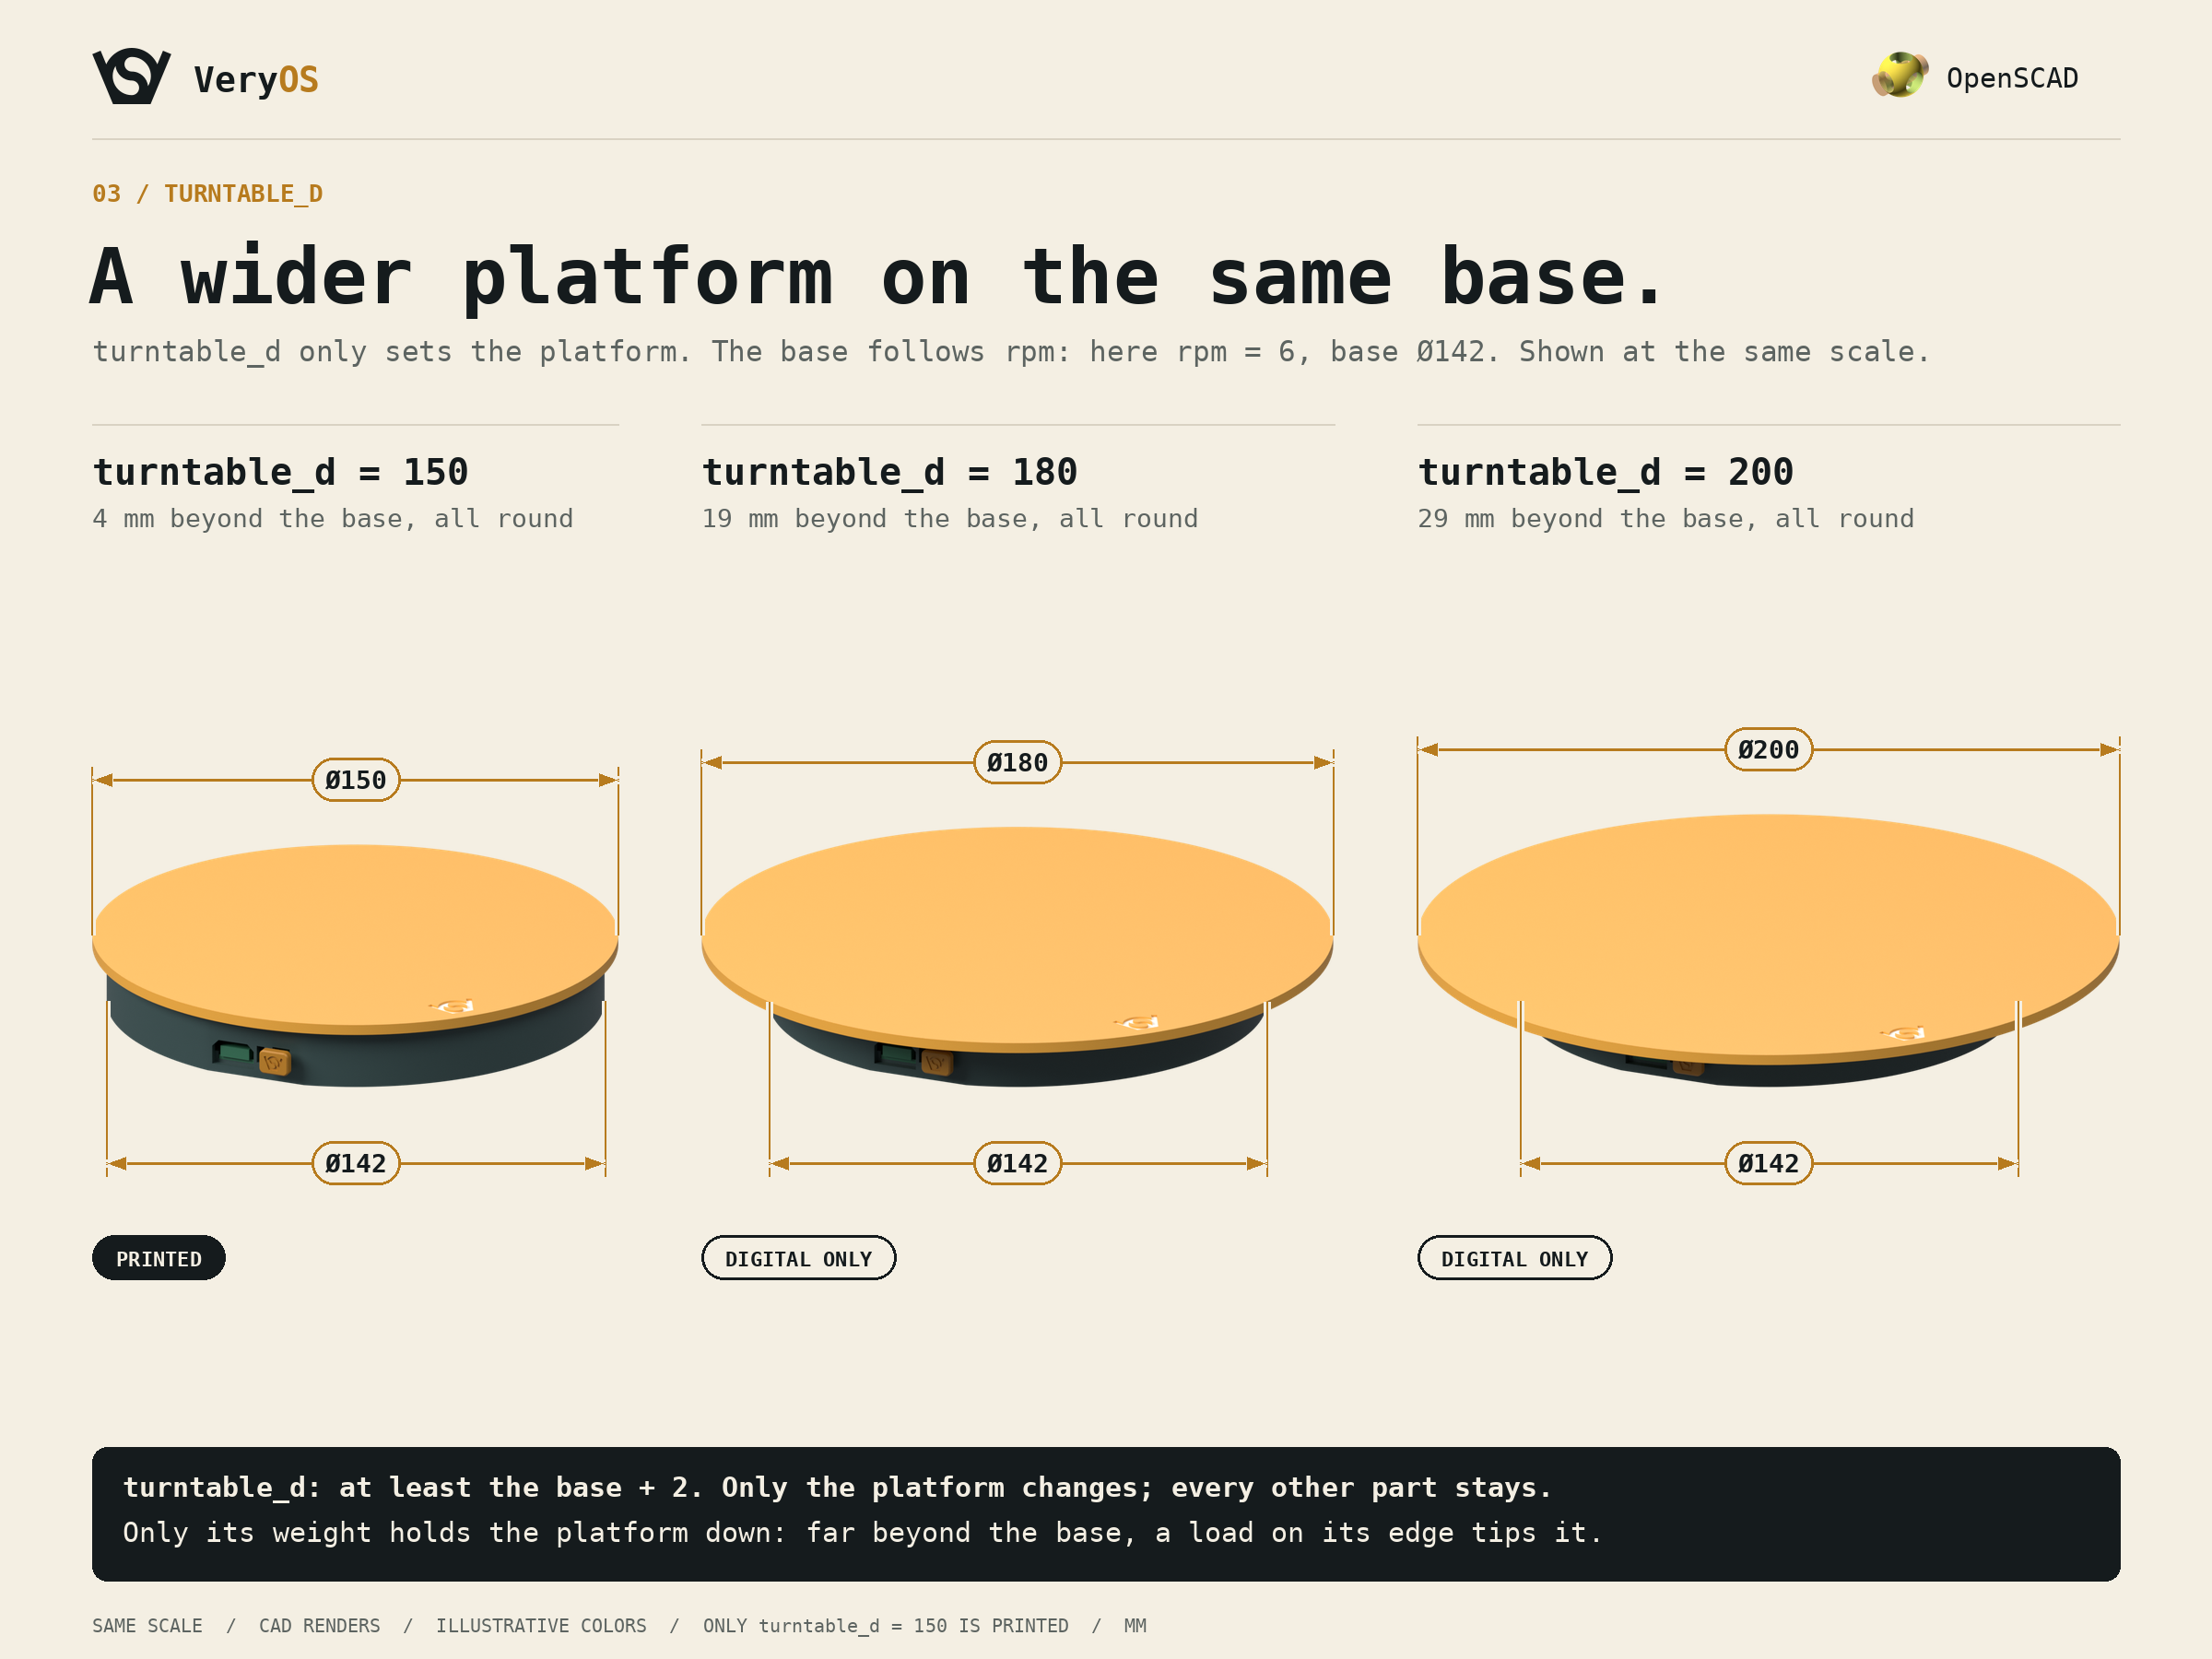 VeryOS
OpenSCAD
03 / TURNTABLE_D
A wider platform on the same base.
turntable_d only sets the platform. The base follows rpm: here rpm = 6, base Ø142. Shown at the same scale.
turntable_d = 150
4 mm beyond the base, all round
turntable_d = 180
19 mm beyond the base, all round
turntable_d = 200
29 mm beyond the base, all round
Ø150
Ø180
Ø200
Ø142
Ø142
Ø142
PRINTED
DIGITAL ONLY
DIGITAL ONLY
turntable_d: at least the base + 2. Only the platform changes; every other part stays.
Only its weight holds the platform down: far beyond the base, a load on its edge tips it.
SAME SCALE / CAD RENDERS / ILLUSTRATIVE COLORS / ONLY turntable_d = 150 IS PRINTED / MM